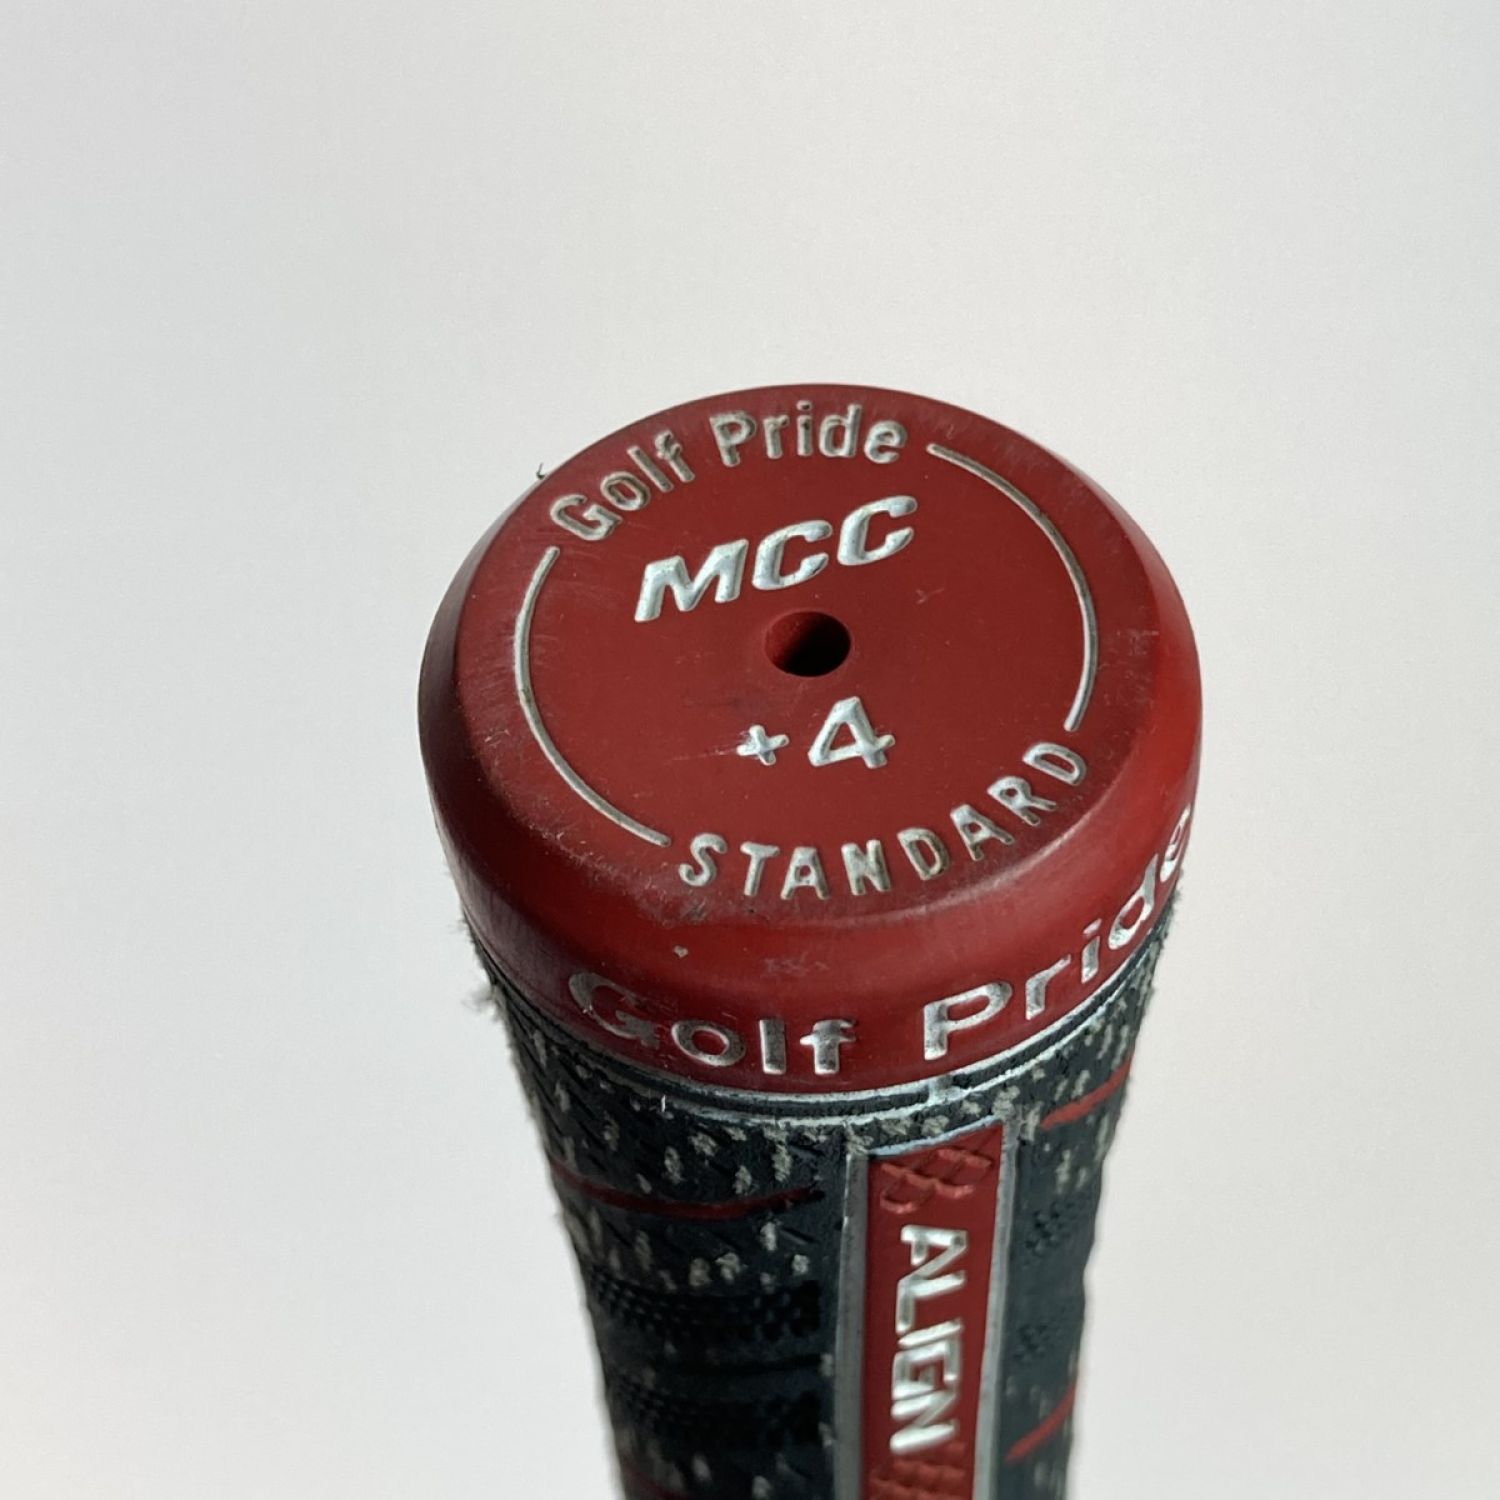 Golf Pride
MCC
+4
STANDARD
Golf Pride
ALIGN